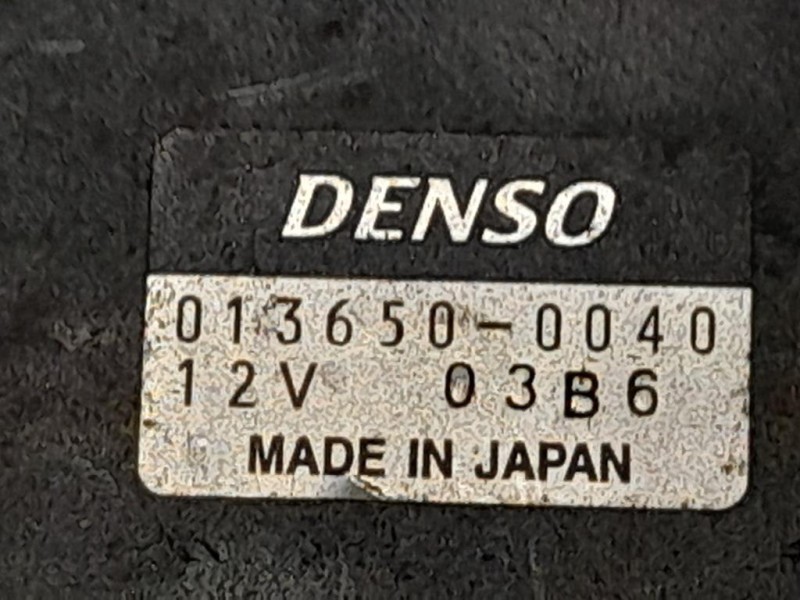 DENSO
013650-0040
12V 03B6
MADE IN JAPAN